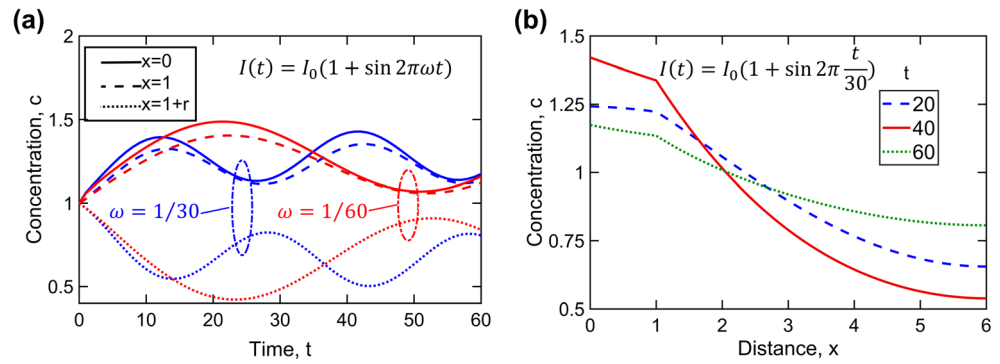 (a)
2
1.5
1
0.5
0
10
20
30
40
50
60
Concentration, c
Time, t
x=0
x=1
x=1+r
I(t) = I₀(1 + sin 2πωt)
ω = 1/30
ω = 1/60
(b)
1.5
1.25
1
0.75
0.5
0
1
2
3
4
5
6
Concentration, c
Distance, x
I(t) = I₀(1 + sin 2π t/30)
t
20
40
60